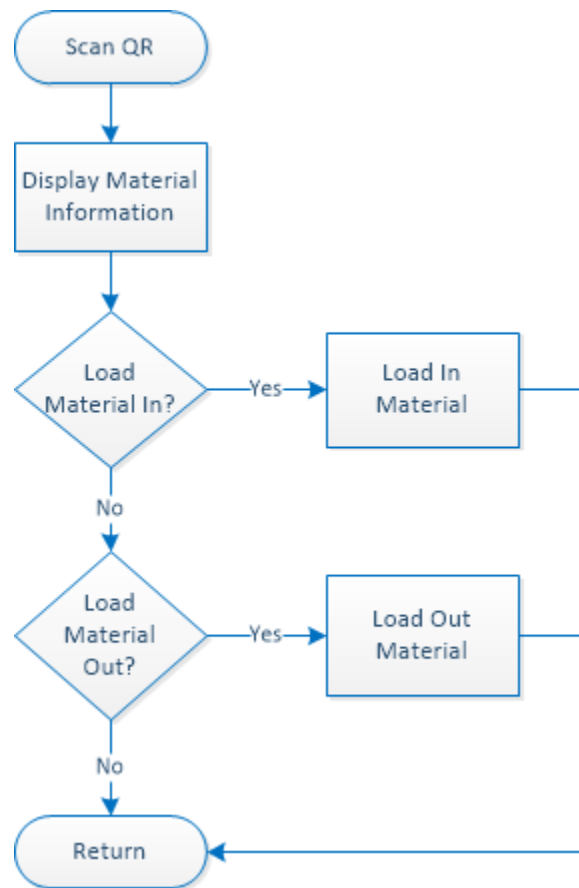 Scan QR
Display Material
Information
Load
Material In?
Yes
Load In
Material
No
Load
Material
Out?
Yes
Load Out
Material
No
Return